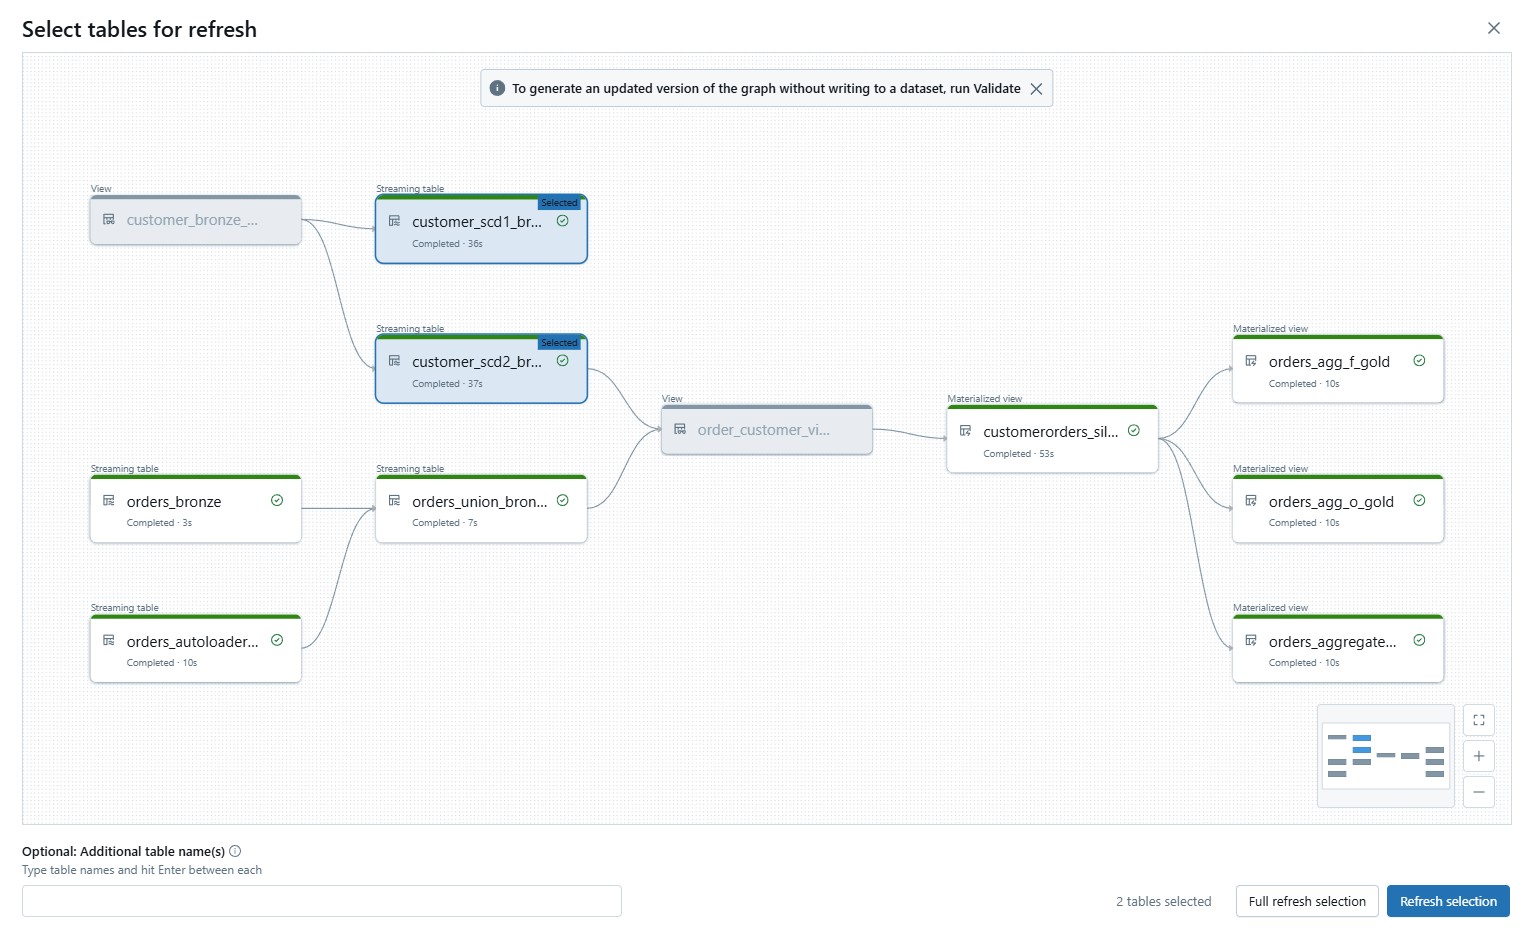 Select tables for refresh
To generate an updated version of the graph without writing to a dataset, run Validate
View
customer_bronze_...
Streaming table
Selected
customer_scd1_br...
Completed · 36s
Streaming table
Selected
customer_scd2_br...
Completed · 37s
Streaming table
orders_bronze
Completed · 3s
Streaming table
orders_union_bron...
Completed · 7s
Streaming table
orders_autoloader...
Completed · 10s
View
order_customer_vi...
Materialized view
customerorders_sil...
Completed · 53s
Materialized view
orders_agg_f_gold
Completed · 10s
Materialized view
orders_agg_o_gold
Completed · 10s
Materialized view
orders_aggregate...
Completed · 10s
Optional: Additional table name(s)
Type table names and hit Enter between each
2 tables selected
Full refresh selection
Refresh selection